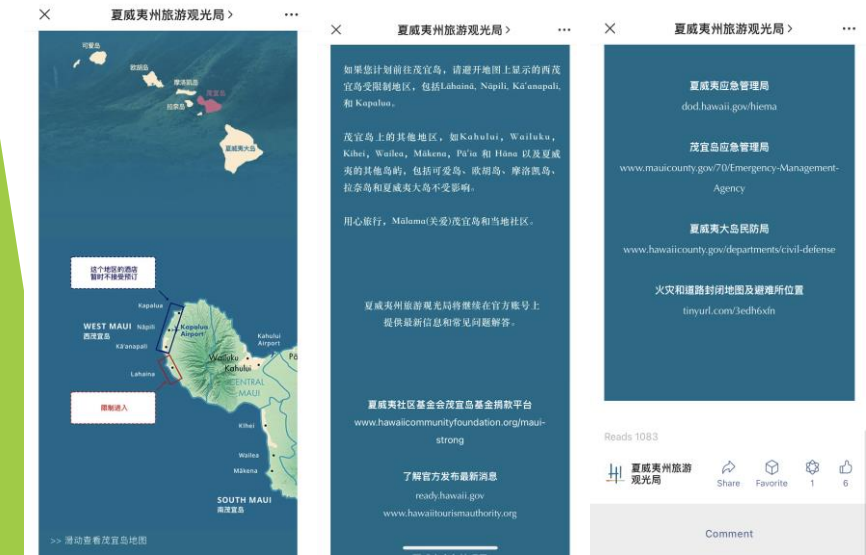 夏威夷州旅游观光局 >
可爱岛
欧胡岛
摩洛凯岛
茂宜岛
拉奈岛
夏威夷大岛
这个地区的酒店
暂时不接受预订
Kapalua
WEST MAUI
西茂宜岛
Nāpili
Kapalua
Airport
Kāʻanapali
Kahului
Airport
Lahaina
Wailuku
Kahului
CENTRAL
MAUI
限制进入
Kīhei
Wailea
Mākena
SOUTH MAUI
南茂宜岛
>> 滑动查看茂宜岛地图
夏威夷州旅游观光局 >
如果您计划前往茂宜岛，请避开地图上显示的西茂
宜岛受限制地区，包括Lāhainā, Nāpili, Kāʻanapali,
和 Kapalua。
茂宜岛上的其他地区，如Kahului，Wailuku，
Kīhei，Wailea，Mākena，Pāʻia 和 Hāna 以及夏威
夷的其他岛屿，包括可爱岛、欧胡岛、摩洛凯岛、
拉奈岛和夏威夷大岛不受影响。
用心旅行，Mālama(关爱)茂宜岛和当地社区。
夏威夷州旅游观光局将继续在官方账号上
提供最新信息和常见问题解答。
夏威夷社区基金会茂宜岛基金捐款平台
www.hawaiicommunityfoundation.org/maui-
strong
了解官方发布最新消息
ready.hawaii.gov
www.hawaiitourismauthority.org
夏威夷州旅游观光局 >
夏威夷应急管理局
dod.hawaii.gov/hiema
茂宜岛应急管理局
www.mauicounty.gov/70/Emergency-Management-
Agency
夏威夷大岛民防局
www.hawaiicounty.gov/departments/civil-defense
火灾和道路封闭地图及避难所位置
tinyurl.com/3edh6xfn
Reads 1083
夏威夷州旅游
观光局
Share
Favorite
1
6
Comment